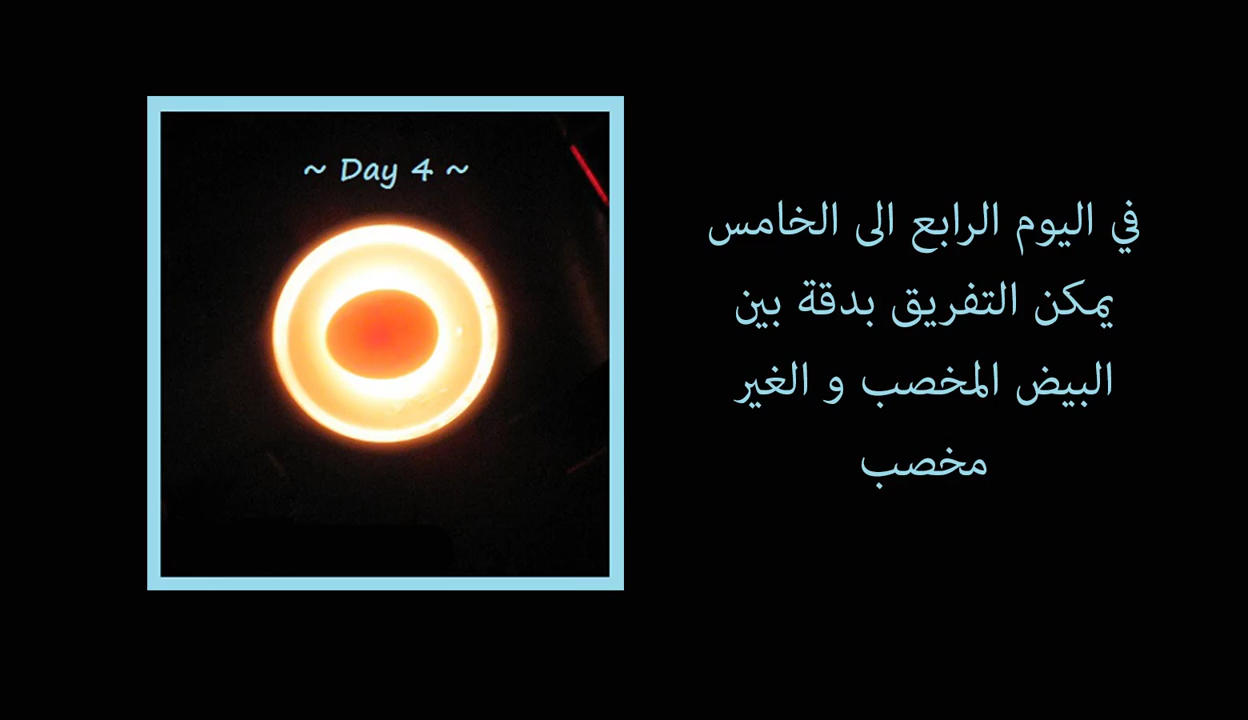 ~ Day 4 ~
في اليوم الرابع الى الخامس
يمكن التفريق بدقة بين
البيض المخصب و الغير
مخصب